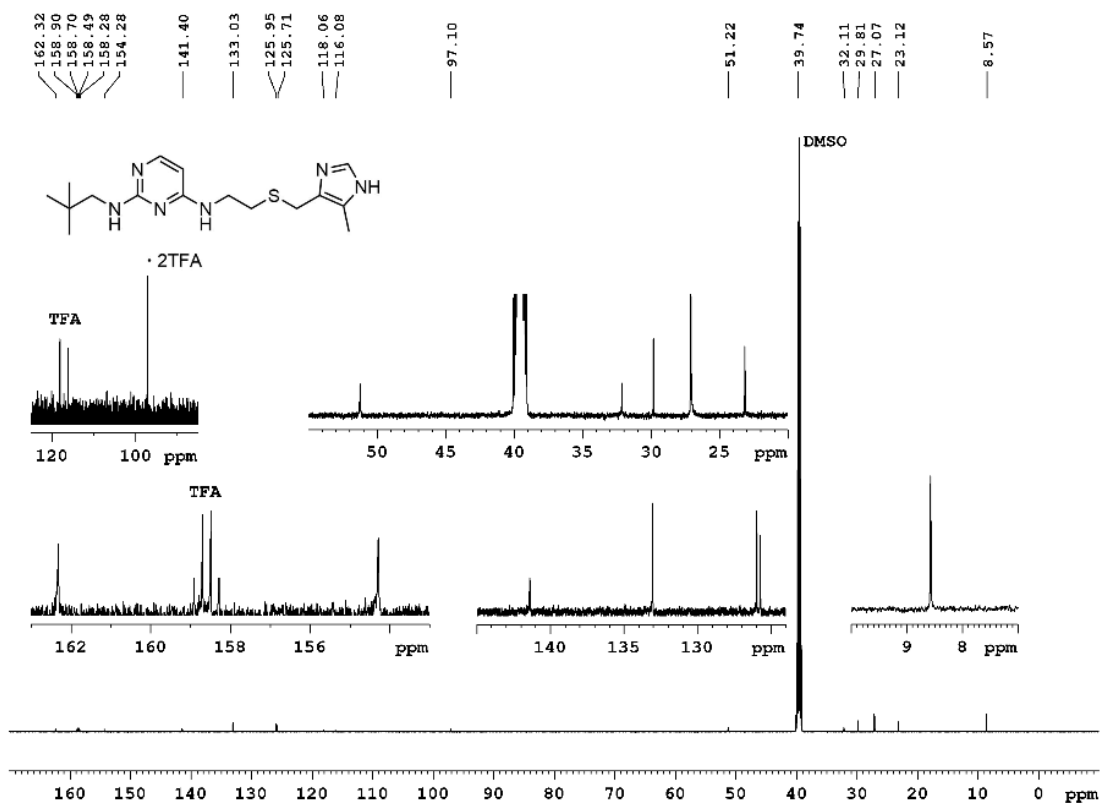 162.32 158.90 158.70 158.49 158.28 154.28 141.40 133.03 125.95 125.71 118.06 116.08 97.10 51.22 39.74 32.11 29.81 27.07 23.12 8.57
DMSO
N N
S NH
N N N
H H
· 2TFA
TFA
120 100 ppm
50 45 40 35 30 25 ppm
TFA
162 160 158 156 ppm
140 135 130 ppm
9 8 ppm
160 150 140 130 120 110 100 90 80 70 60 50 40 30 20 10 0 ppm